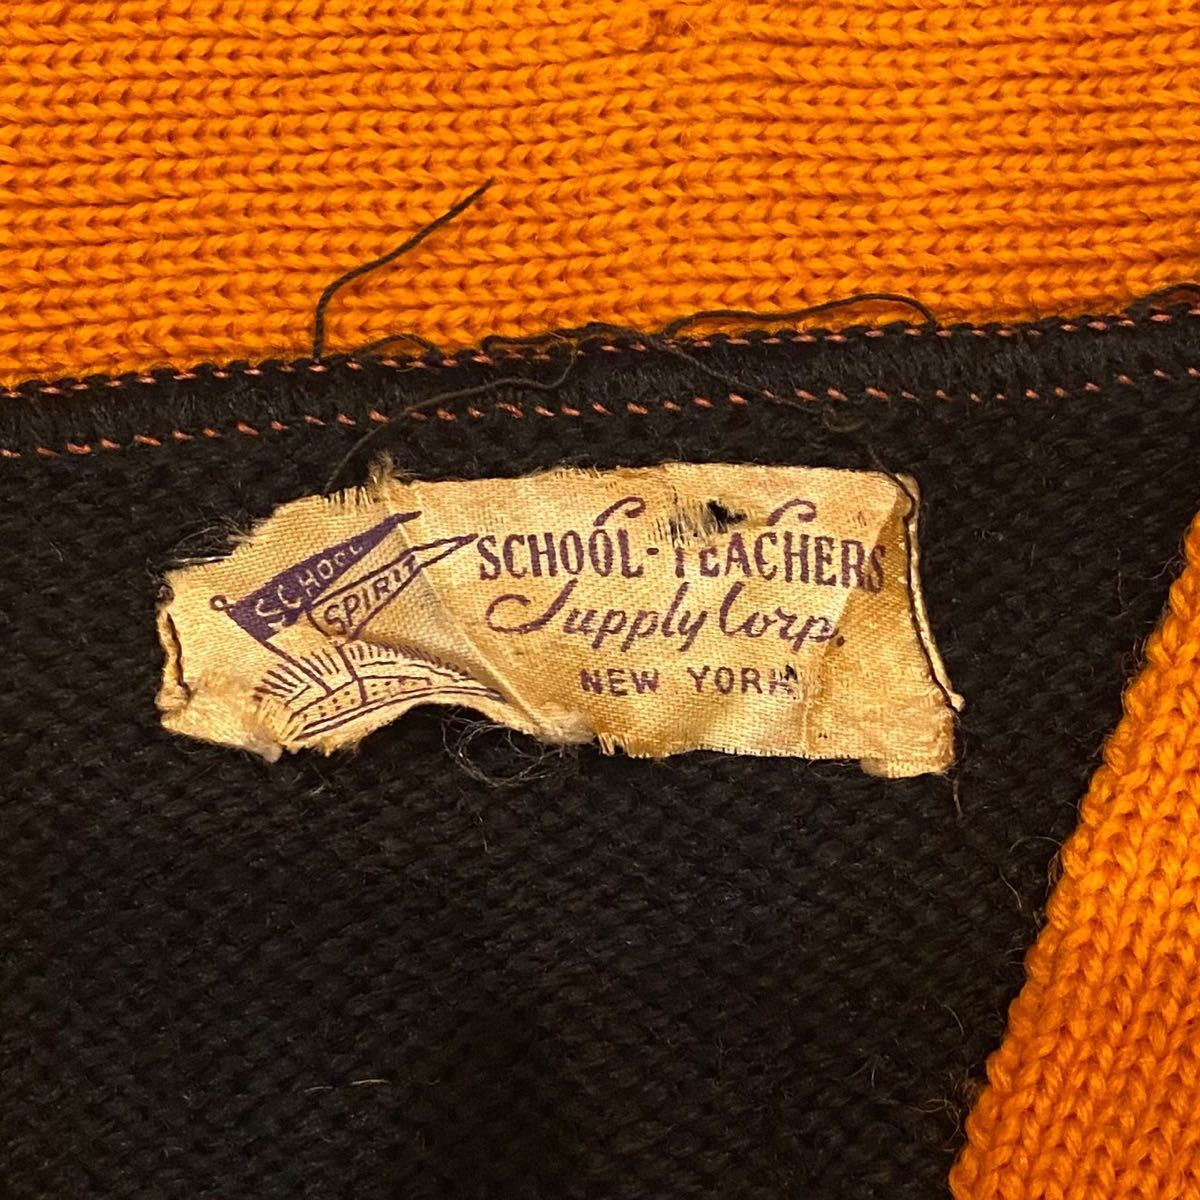 SCHOOL
SPIRIT
SCHOOL-TEACHERS
Supply Corp.
NEW YORK